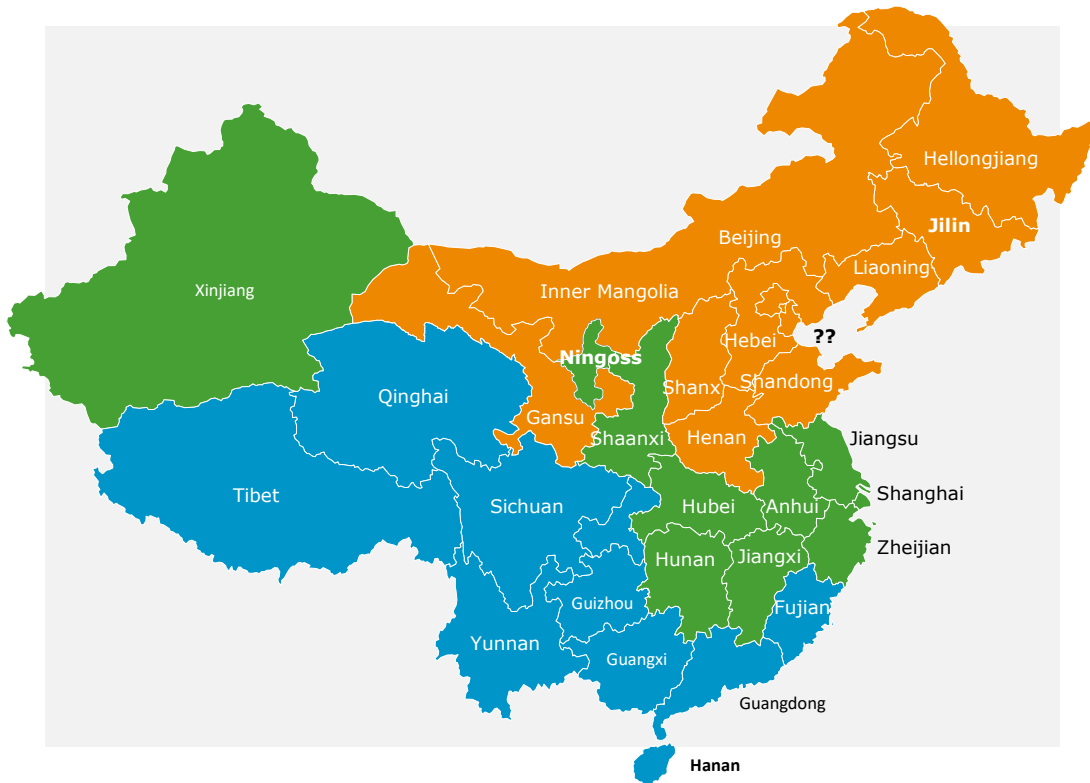 Hellongjiang
Jilin
Beijing
Liaoning
Xinjiang
Inner Mangolia
??
Hebei
Ningoss
Shanx
Shandong
Qinghai
Gansu
Shaanxi
Henan
Jiangsu
Tibet
Sichuan
Hubei
Anhui
Shanghai
Hunan
Jiangxi
Zheijian
Guizhou
Fujian
Yunnan
Guangxi
Guangdong
Hanan